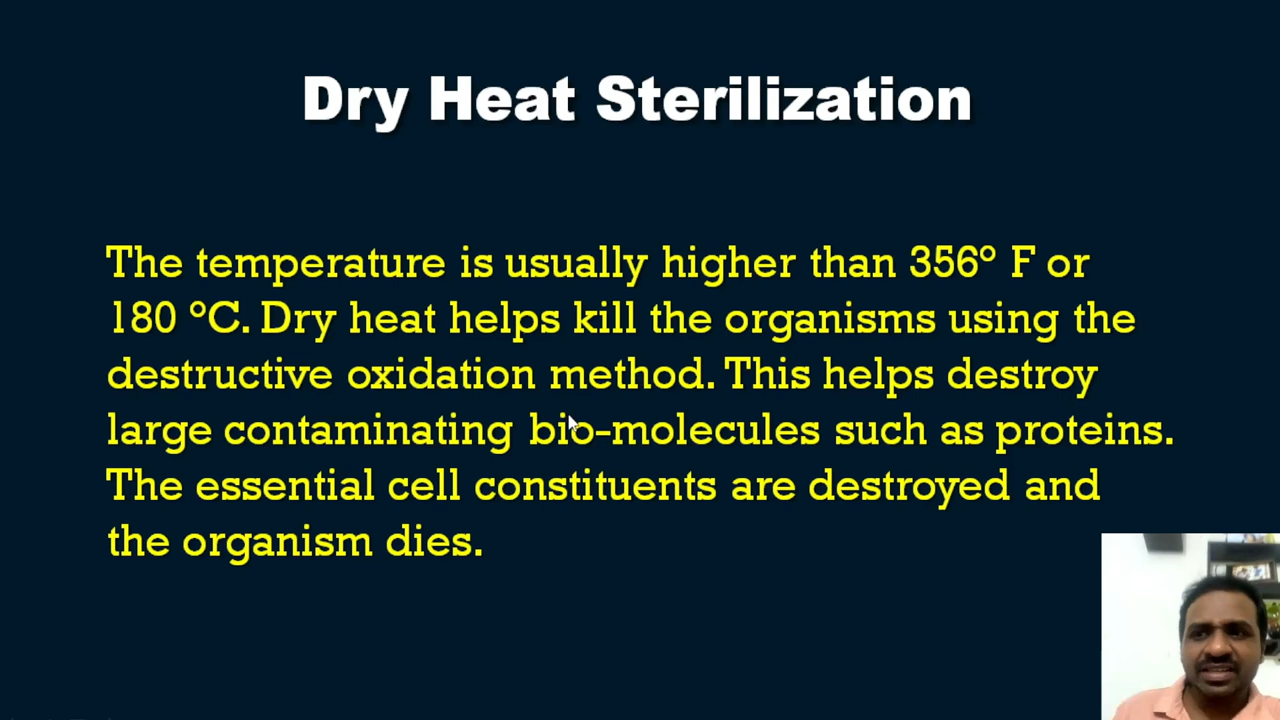 Dry Heat Sterilization
The temperature is usually higher than 356° F or
180 °C. Dry heat helps kill the organisms using the
destructive oxidation method. This helps destroy
large contaminating bio-molecules such as proteins.
The essential cell constituents are destroyed and
the organism dies.